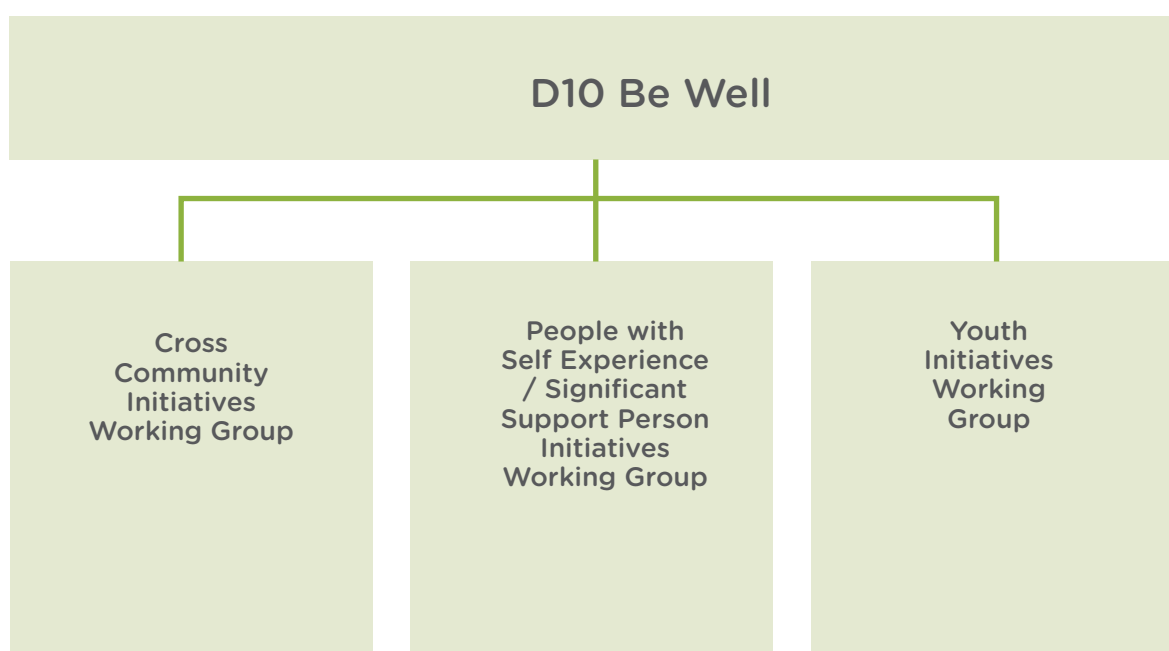 D10 Be Well
Cross
Community
Initiatives
Working Group
People with
Self Experience
/ Significant
Support Person
Initiatives
Working Group
Youth
Initiatives
Working
Group